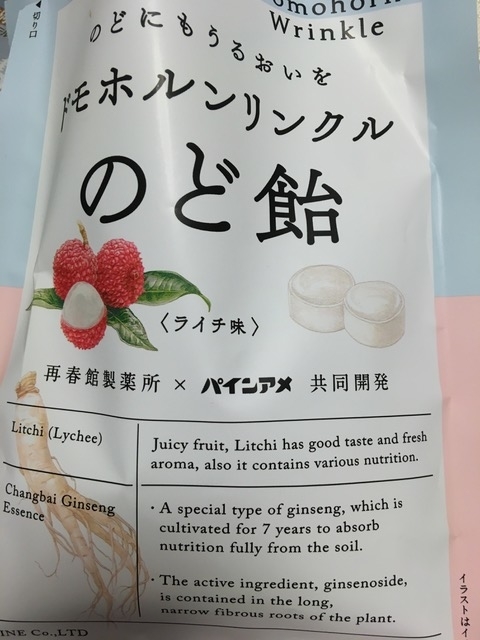 切り口
omohorn
Wrinkle
のどにもうるおいを
ドモホルンリンクル
のど飴
〈ライチ味〉
再春館製薬所 × パインアメ 共同開発
Litchi (Lychee)
Juicy fruit, Litchi has good taste and fresh
aroma, also it contains various nutrition.
Changbai Ginseng
Essence
・A special type of ginseng, which is
cultivated for 7 years to absorb
nutrition fully from the soil.
・The active ingredient, ginsenoside,
is contained in the long,
narrow fibrous roots of the plant.
INE Co.,LTD
イラストはイ